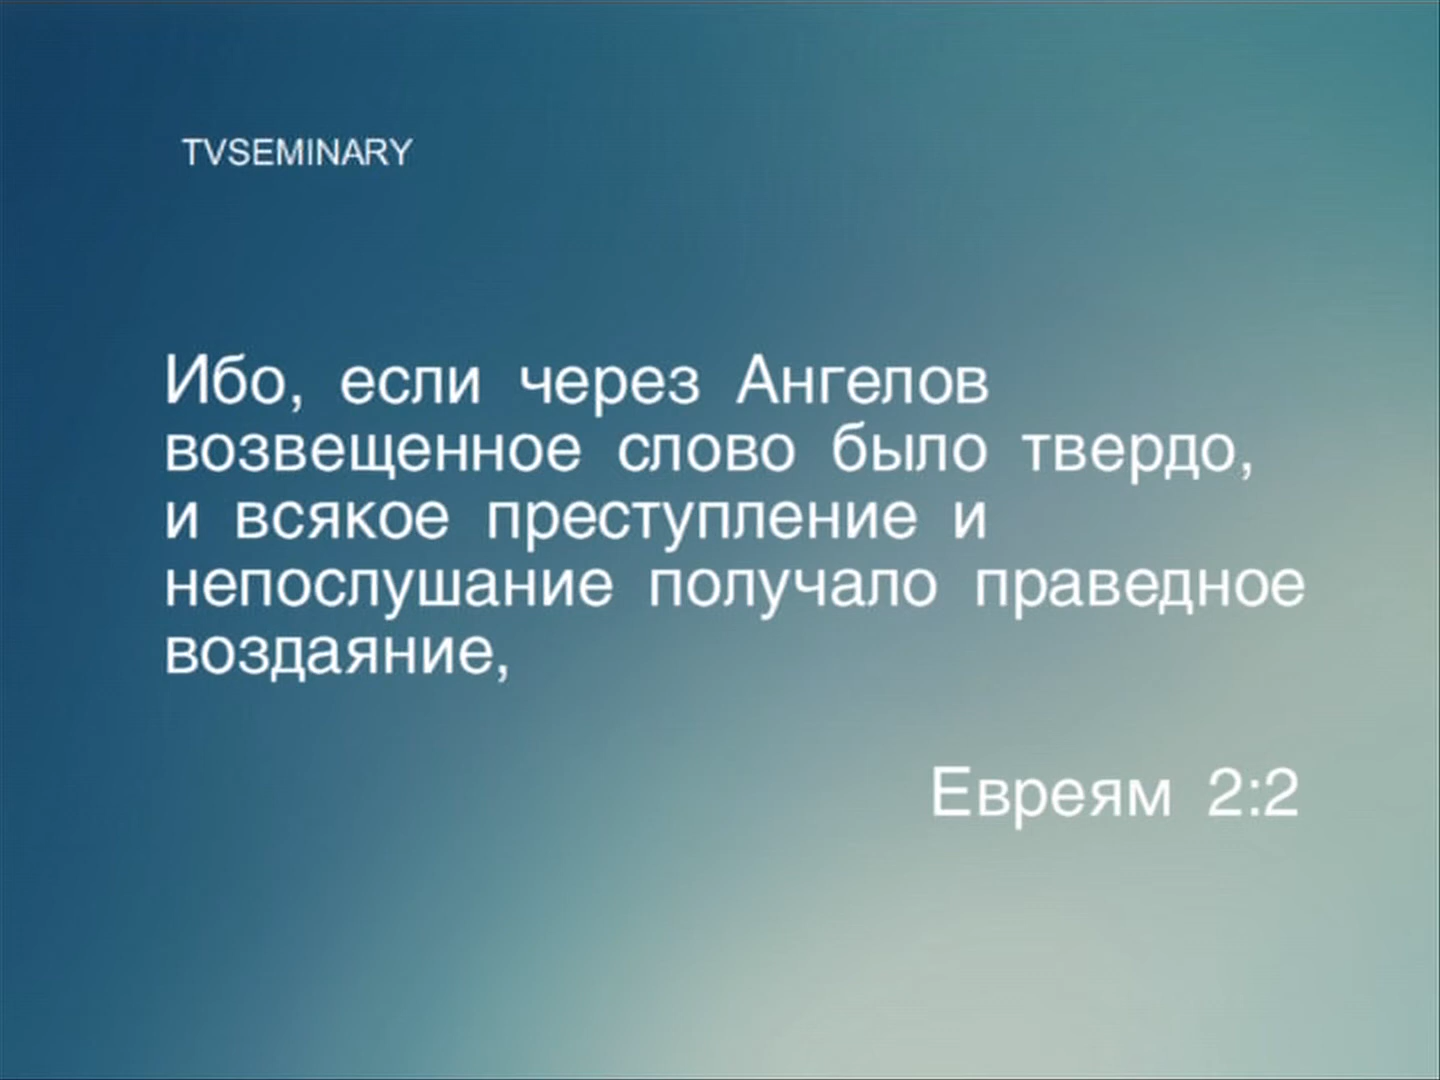 TVSEMINARY
Ибо, если через Ангелов
возвещенное слово было твердо,
и всякое преступление и
непослушание получало праведное
воздаяние,
Евреям 2:2